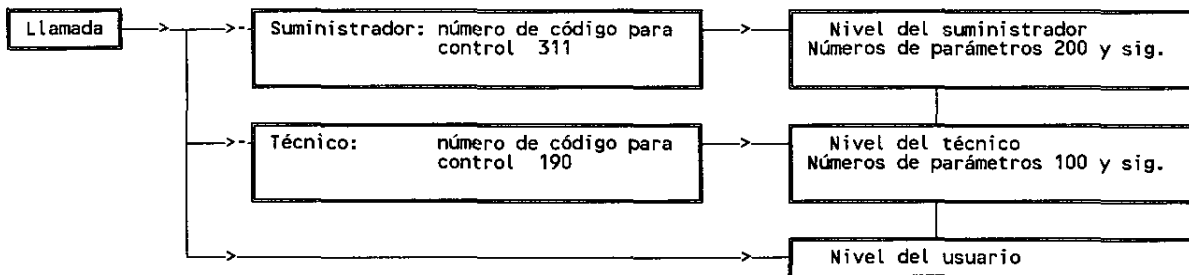 Llamada
Suministrador: número de código para
control 311
Nivel del suministrador
Números de parámetros 200 y sig.
Técnico: número de código para
control 190
Nivel del técnico
Números de parámetros 100 y sig.
Nivel del usuario